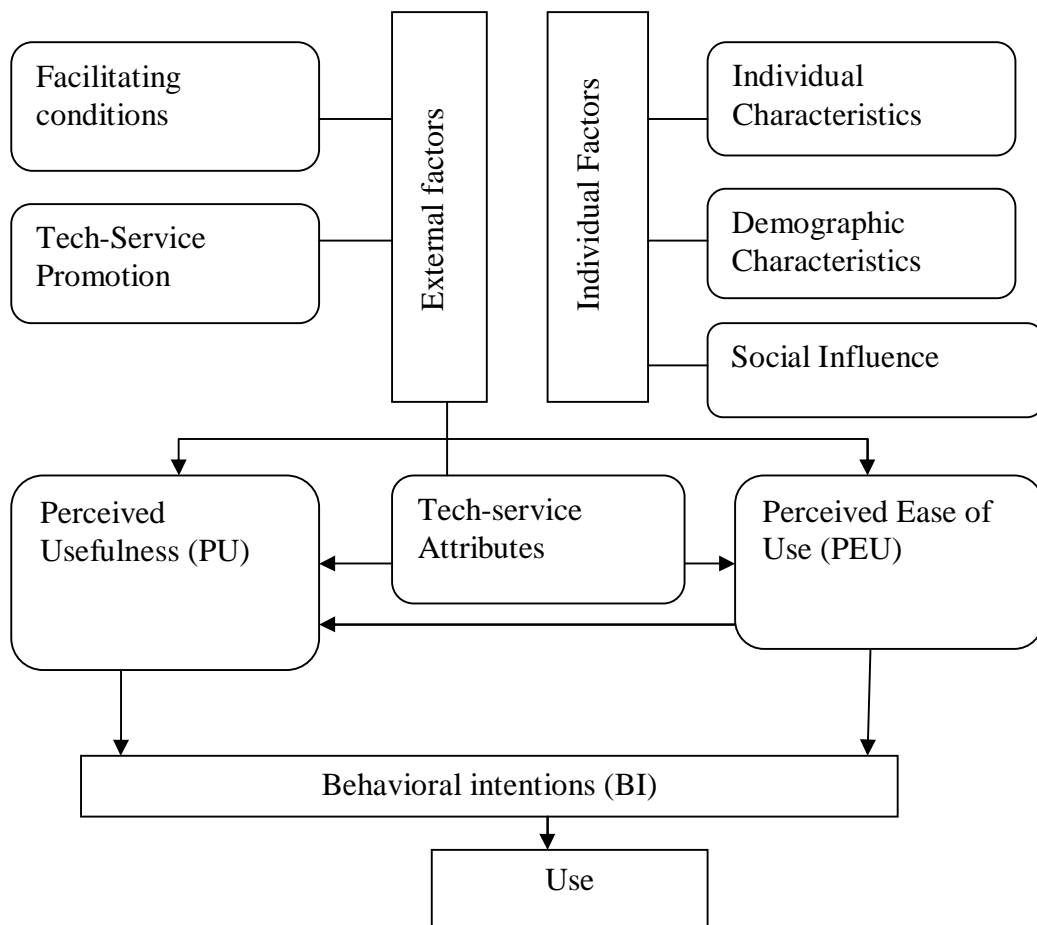 Facilitating
conditions
Tech-Service
Promotion
External factors
Individual Factors
Individual
Characteristics
Demographic
Characteristics
Social Influence
Perceived
Usefulness (PU)
Tech-service
Attributes
Perceived Ease of
Use (PEU)
Behavioral intentions (BI)
Use